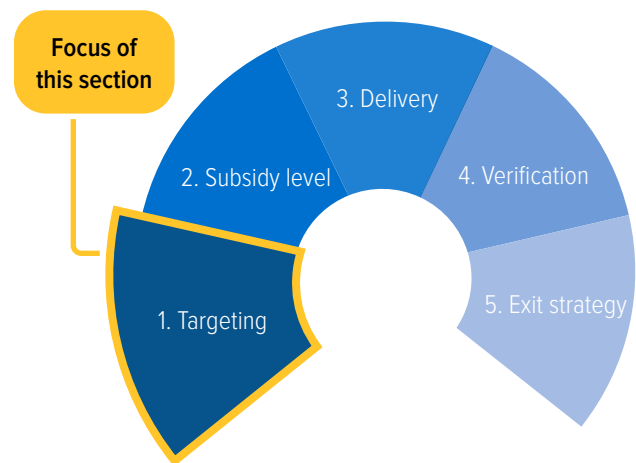 Focus of
this section
1. Targeting
2. Subsidy level
3. Delivery
4. Verification
5. Exit strategy